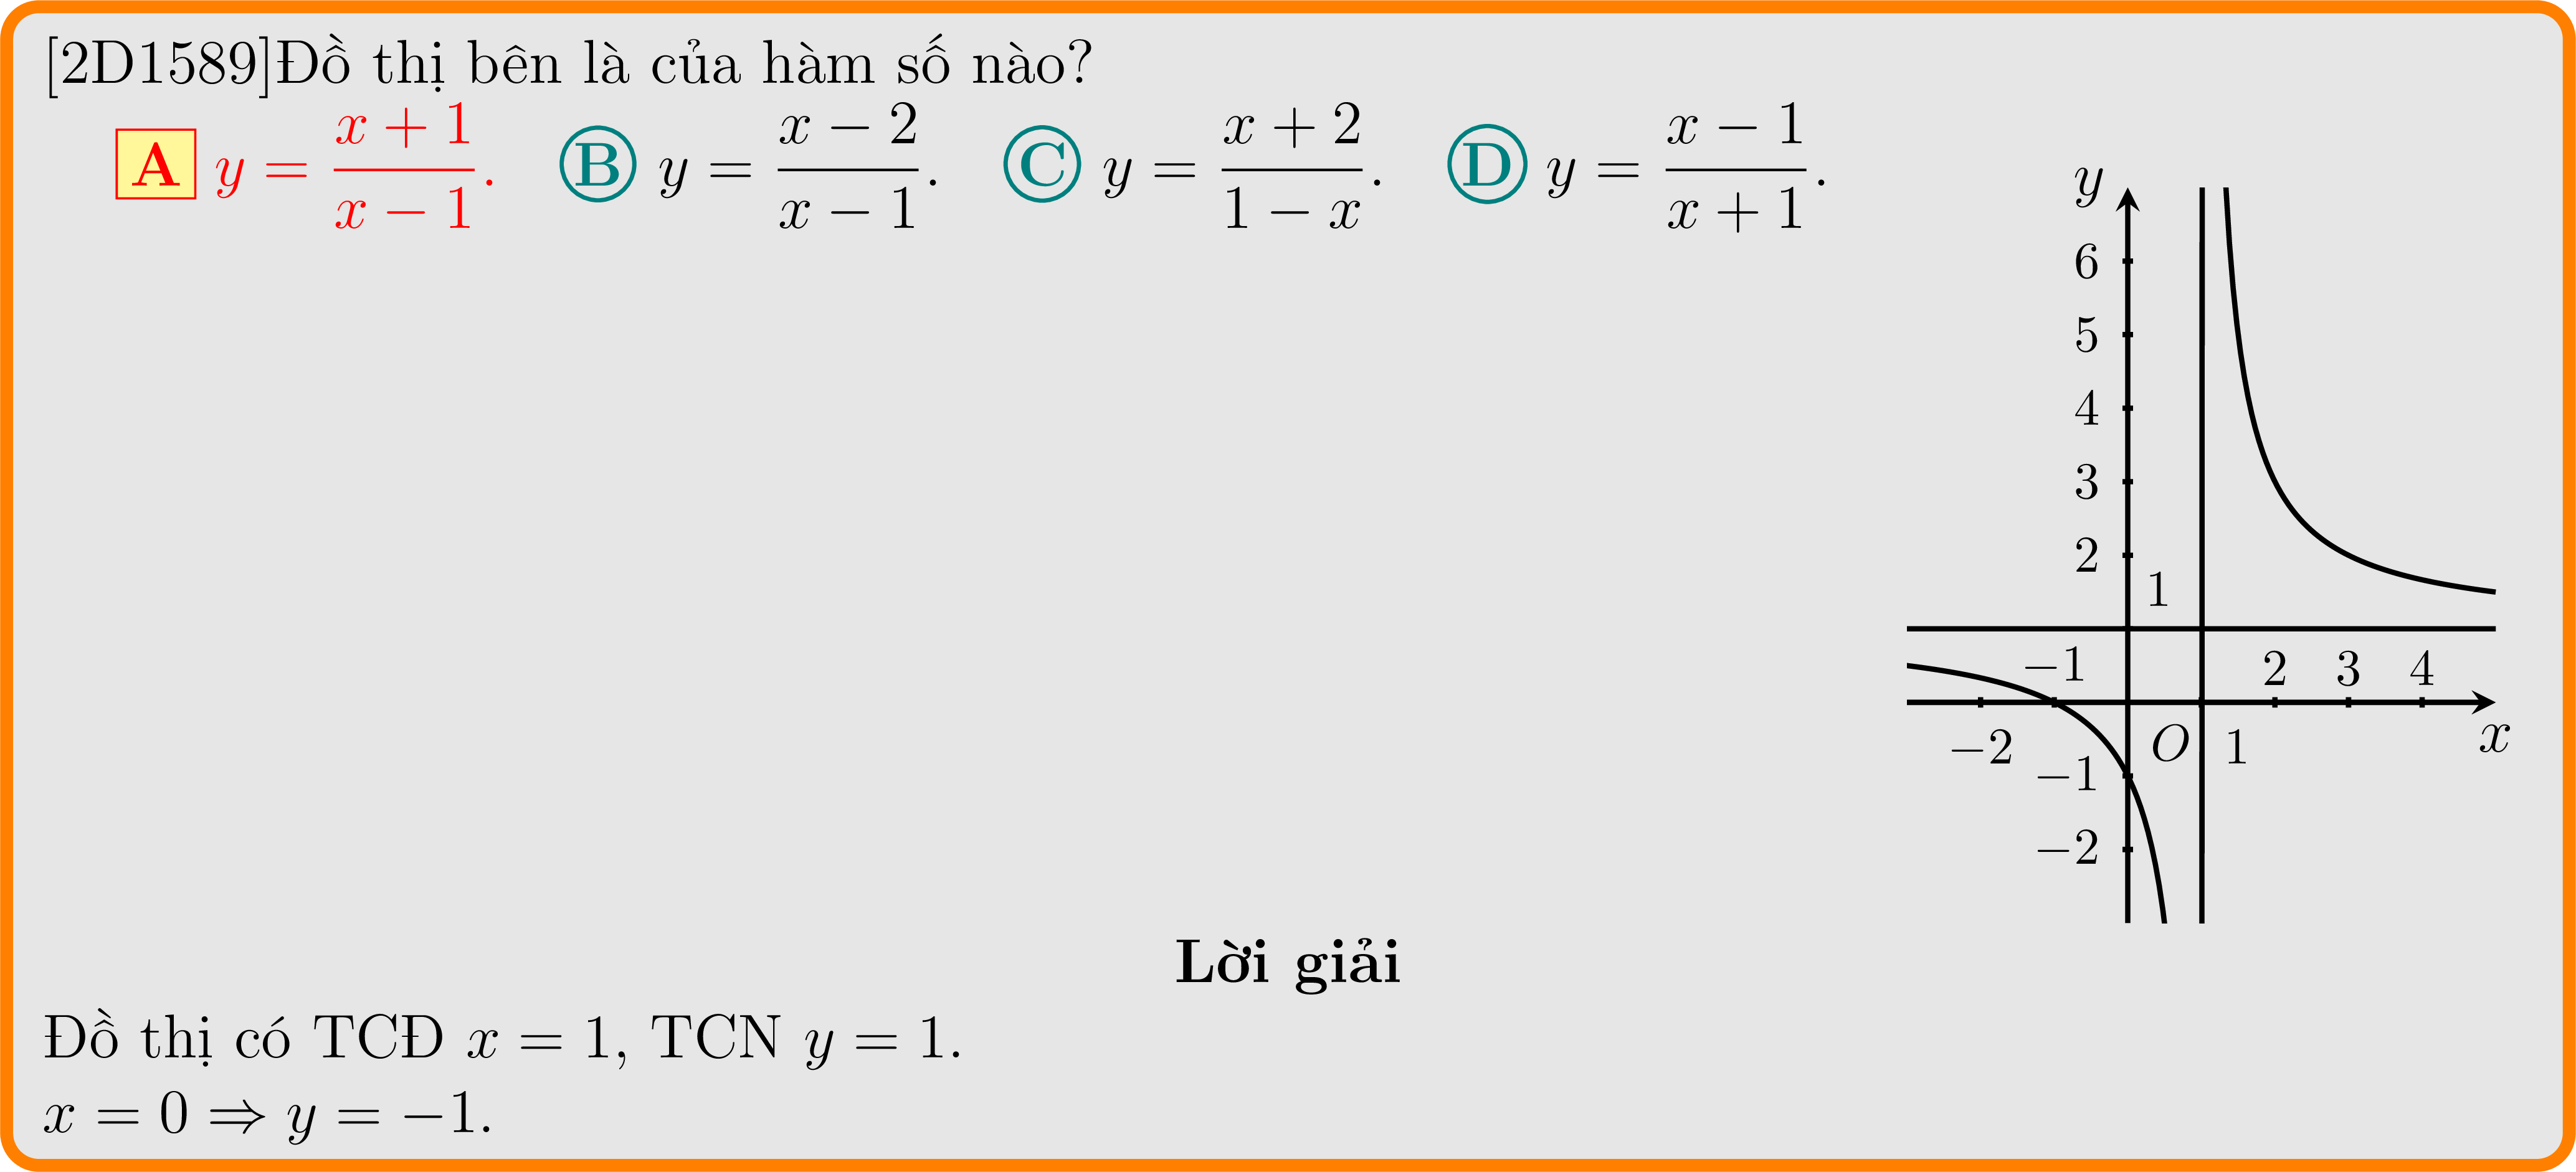 [2D1589]Đồ thị bên là của hàm số nào?
A y = \frac{x + 1}{x − 1}. B y = \frac{x − 2}{x − 1}. C y = \frac{x + 2}{1 − x}. D y = \frac{x − 1}{x + 1}.
y
6
5
4
3
2
1
−1 2 3 4
−2 O 1 x
−1
−2
Lời giải
Đồ thị có TCĐ x = 1, TCN y = 1.
x = 0 ⇒ y = −1.